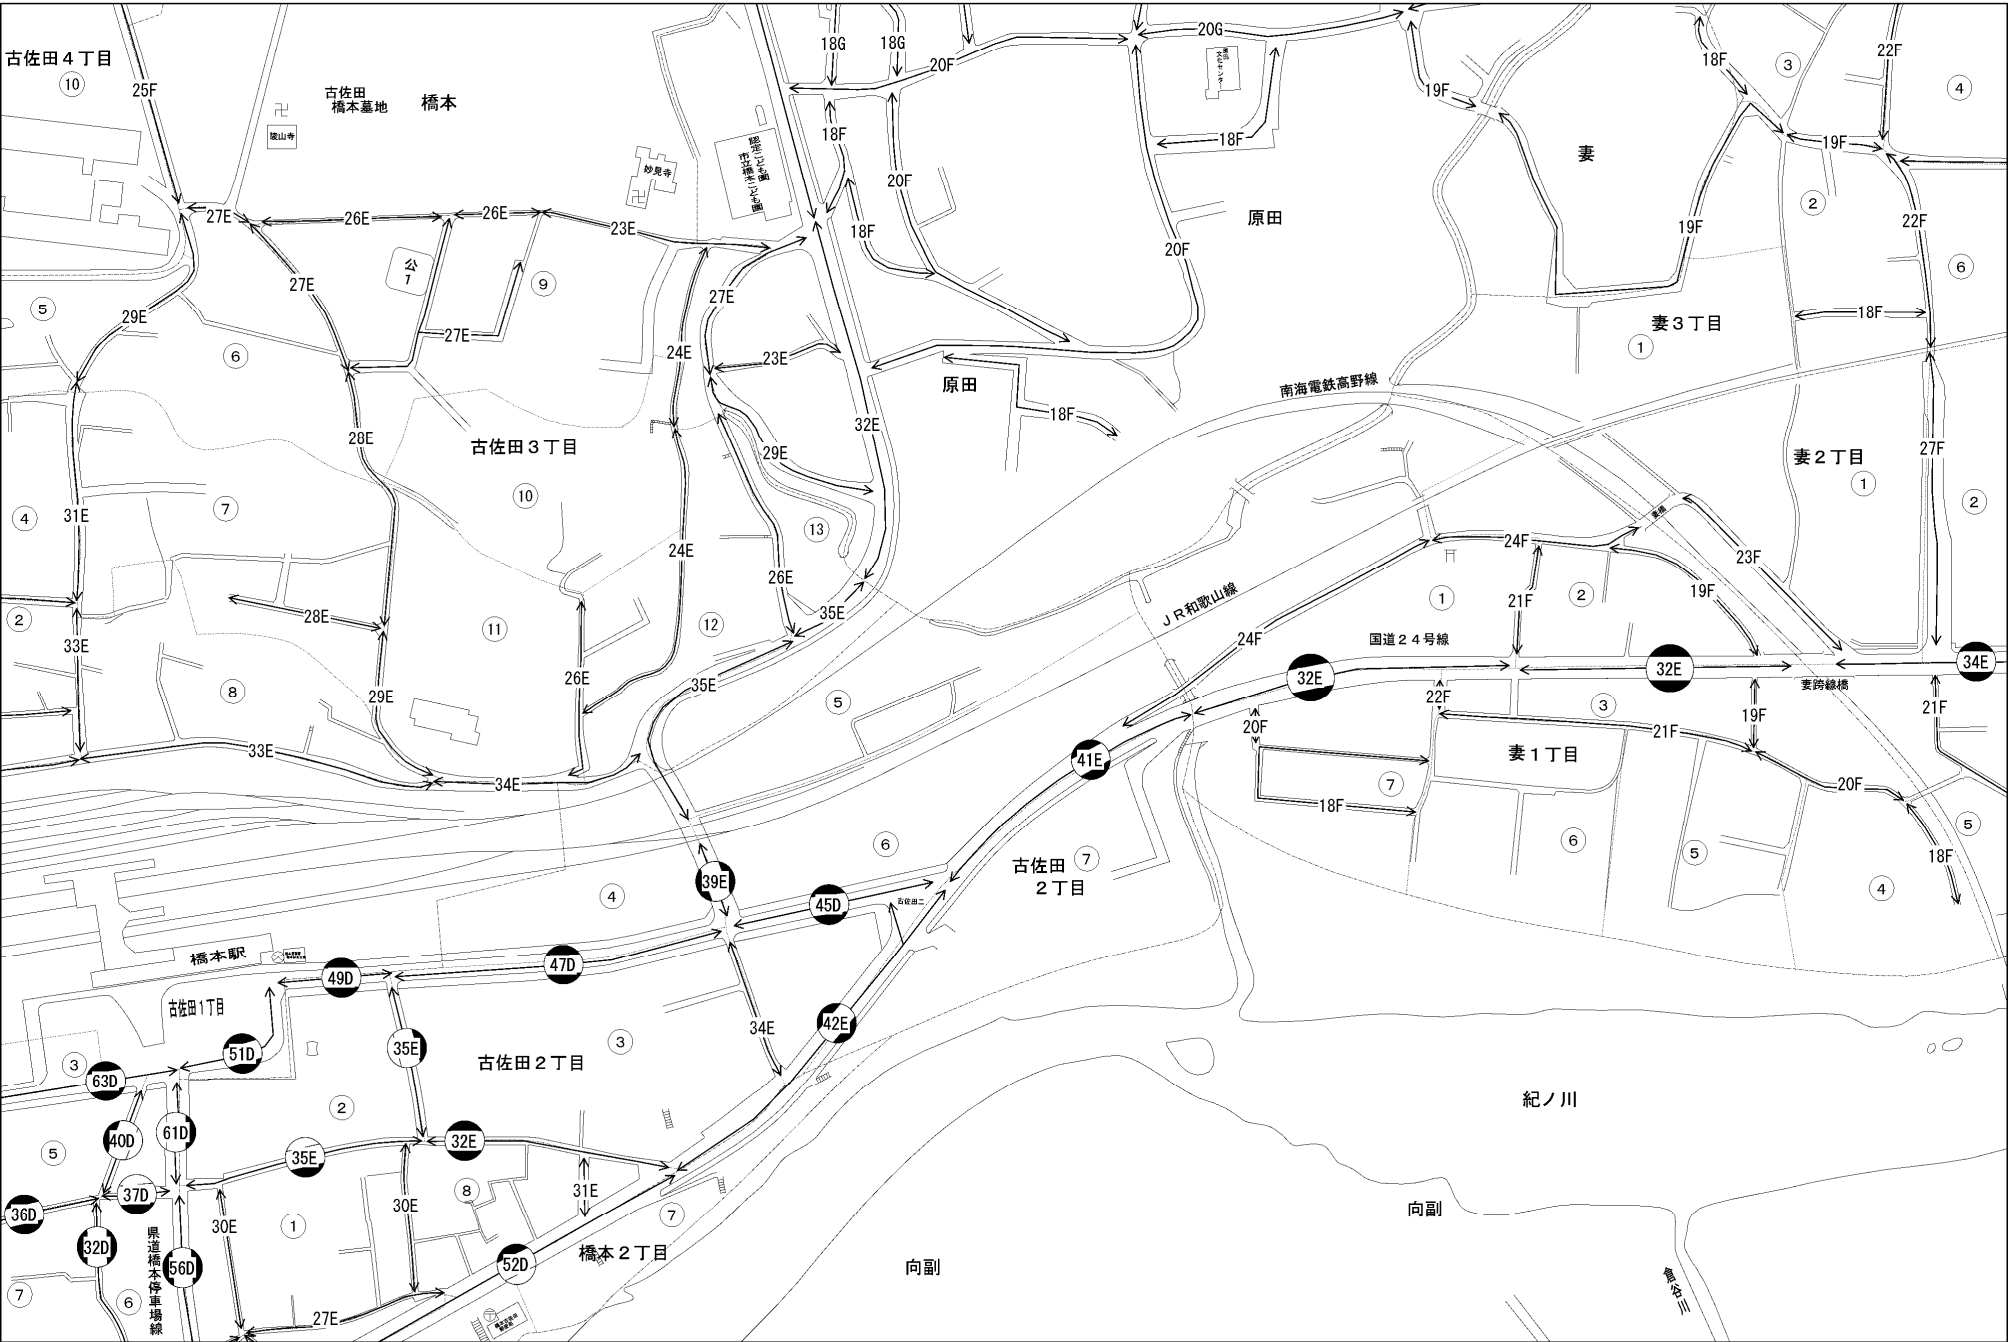 古佐田４丁目
⑩
25F
古佐田
橋本墓地
橋本
陵山寺
妙見寺
認定こども園
市立橋本こども園
18G
18G
20F
20G
18F
20F
18F
18F
20F
原田
19F
妻
18F
③
22F
④
19F
②
22F
⑥
19F
18F
27E
26E
26E
23E
公
1
⑨
27E
27E
27E
⑤
29E
⑥
24E
23E
32E
原田
18F
南海電鉄高野線
妻３丁目
①
28E
古佐田３丁目
29E
妻２丁目
①
27F
②
④
31E
⑦
⑩
⑬
24E
26E
35E
24F
妻橋
23F
19F
②
33E
28E
⑪
⑫
ＪＲ和歌山線
①
21F
②
24F
国道２４号線
32E
32E
34E
妻跨線橋
⑧
29E
26E
35E
⑤
22F
③
19F
21F
20F
21F
妻１丁目
33E
34E
41E
⑦
18F
20F
⑤
⑥
⑤
18F
④
39E
④
⑥
45D
古佐田二
古佐田
２丁目
⑦
橋本駅
49D
47D
古佐田１丁目
51D
35E
34E
42E
③
63D
古佐田２丁目
③
②
紀ノ川
⑤
40D
61D
35E
32E
36D
37D
30E
①
30E
⑧
31E
⑦
32D
県道橋本停車場線
56D
52D
橋本２丁目
向副
向副
倉谷川
⑦
⑥
27E